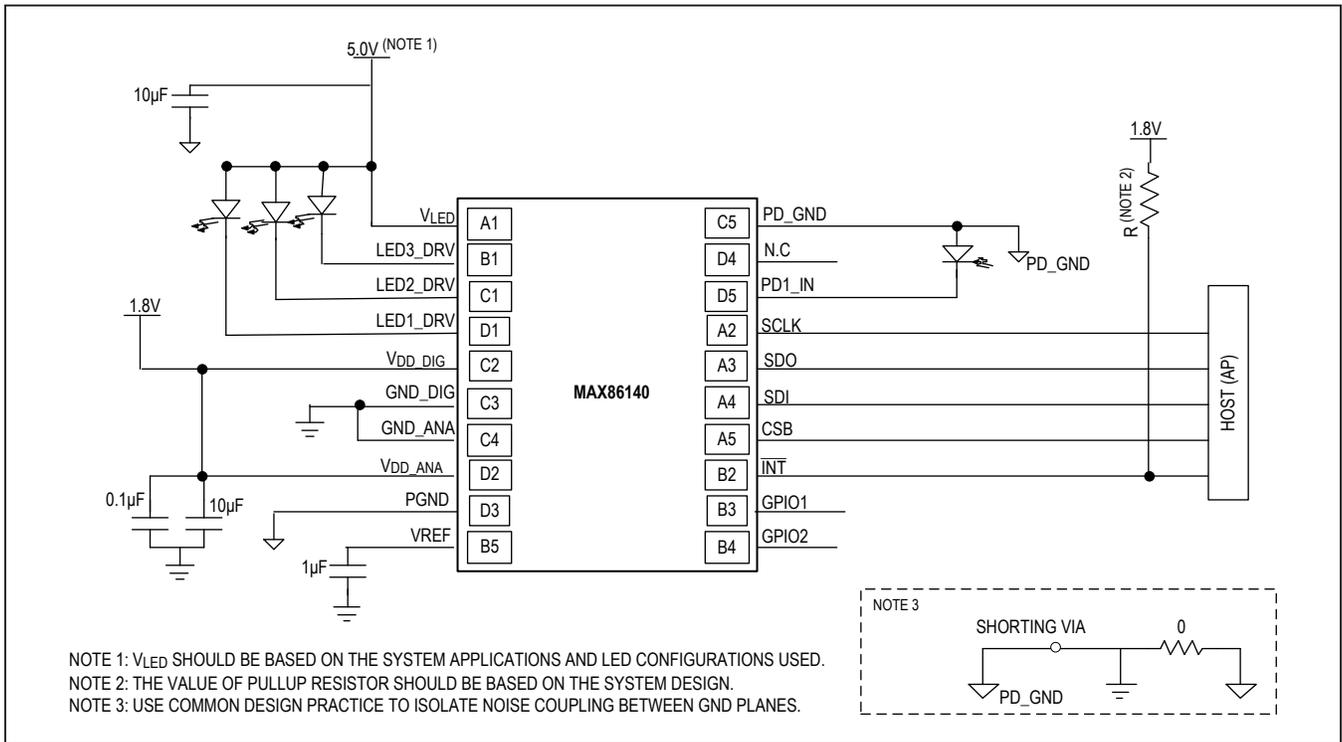 5.0V (NOTE 1)
10µF
1.8V
R (NOTE 2)
VLED
A1
LED3_DRV
B1
LED2_DRV
C1
LED1_DRV
D1
1.8V
VDD_DIG
C2
GND_DIG
C3
GND_ANA
C4
VDD_ANA
D2
0.1µF
10µF
PGND
D3
VREF
B5
1µF
MAX86140
C5
PD_GND
D4
N.C
PD_GND
D5
PD1_IN
A2
SCLK
A3
SDO
A4
SDI
A5
CSB
B2
INT
B3
GPIO1
B4
GPIO2
HOST (AP)
NOTE 3
SHORTING VIA
0
PD_GND
NOTE 1: VLED SHOULD BE BASED ON THE SYSTEM APPLICATIONS AND LED CONFIGURATIONS USED.
NOTE 2: THE VALUE OF PULLUP RESISTOR SHOULD BE BASED ON THE SYSTEM DESIGN.
NOTE 3: USE COMMON DESIGN PRACTICE TO ISOLATE NOISE COUPLING BETWEEN GND PLANES.